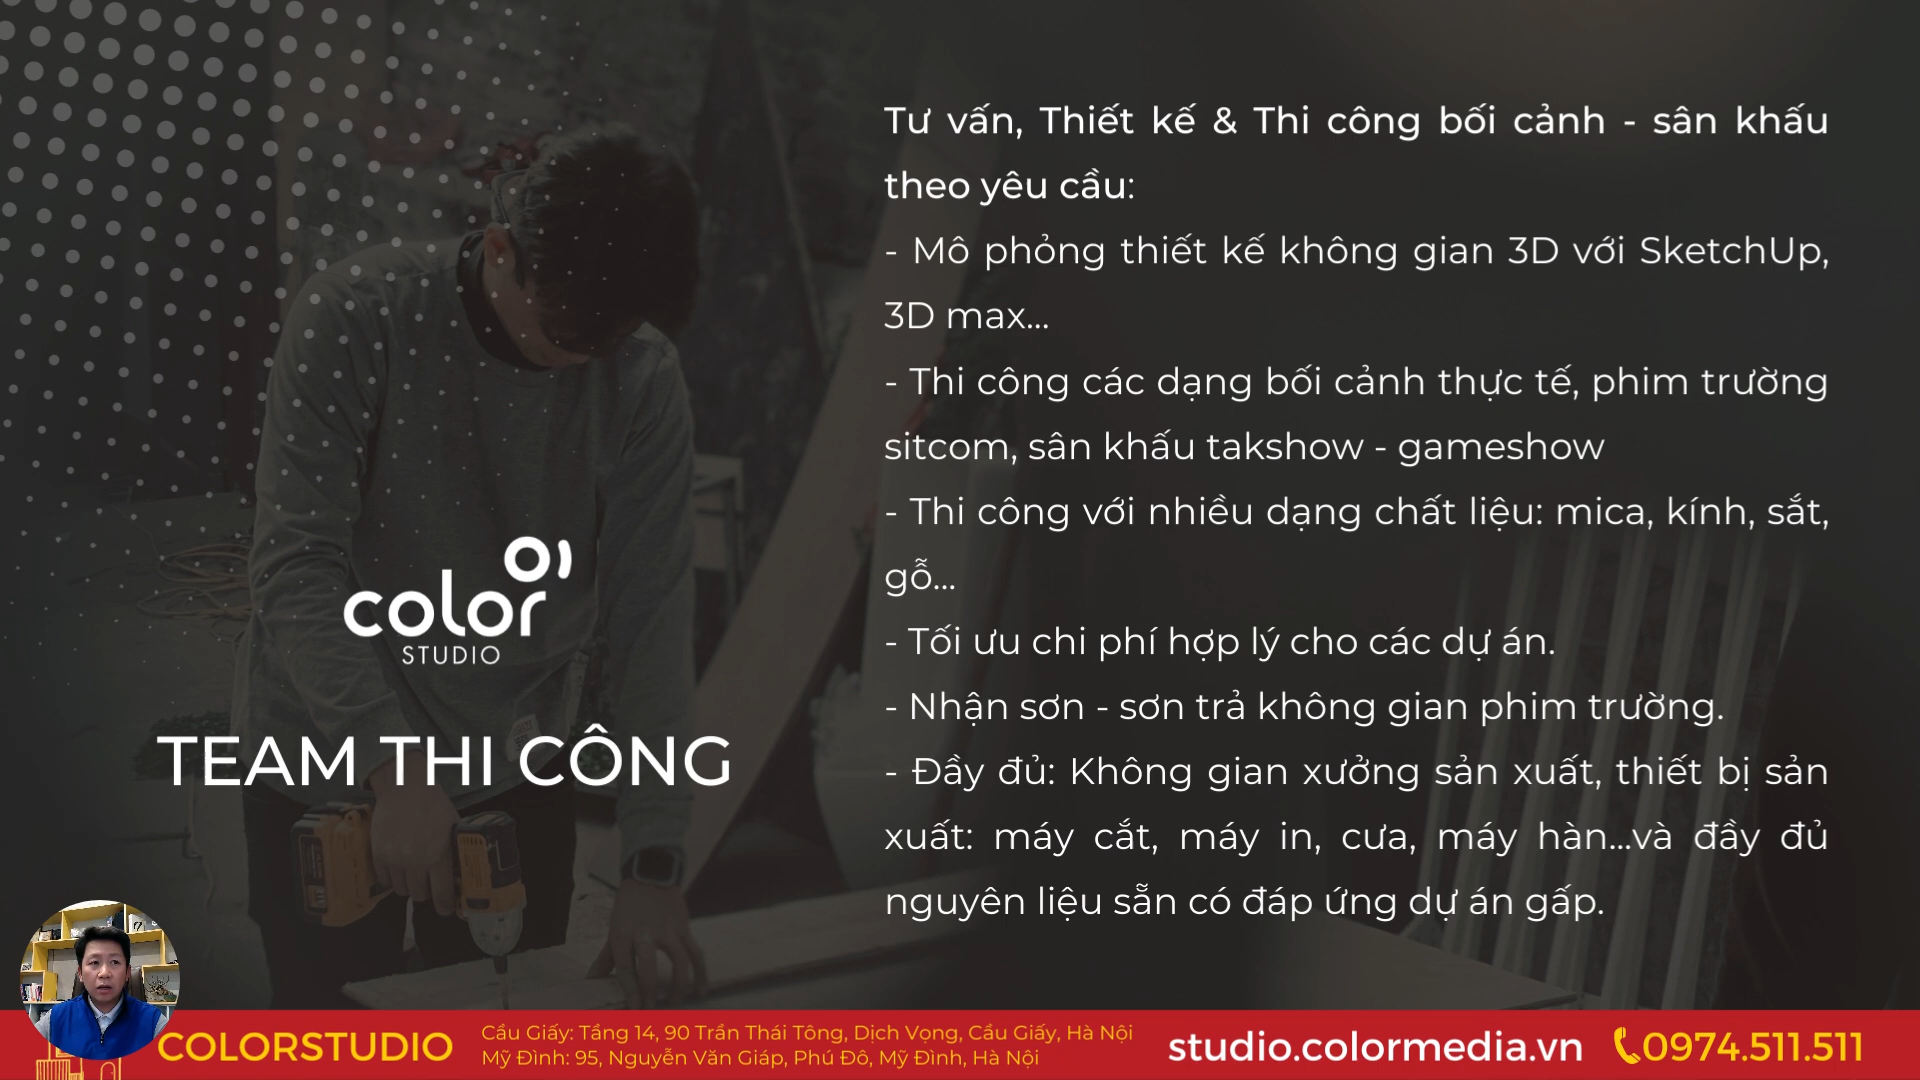 Tư vấn, Thiết kế & Thi công bối cảnh - sân khấu
theo yêu cầu:
- Mô phỏng thiết kế không gian 3D với SketchUp,
3D max...
- Thi công các dạng bối cảnh thực tế, phim trường
sitcom, sân khấu takshow - gameshow
- Thi công với nhiều dạng chất liệu: mica, kính, sắt,
gỗ...
- Tối ưu chi phí hợp lý cho các dự án.
- Nhận sơn - sơn trả không gian phim trường.
- Đầy đủ: Không gian xưởng sản xuất, thiết bị sản
xuất: máy cắt, máy in, cưa, máy hàn...và đầy đủ
nguyên liệu sẵn có đáp ứng dự án gấp.
color
STUDIO
TEAM THI CÔNG
COLORSTUDIO
Cầu Giấy: Tầng 14, 90 Trần Thái Tông, Dịch Vọng, Cầu Giấy, Hà Nội
Mỹ Đình: 95, Nguyễn Văn Giáp, Phú Đô, Mỹ Đình, Hà Nội
studio.colormedia.vn
0974.511.511